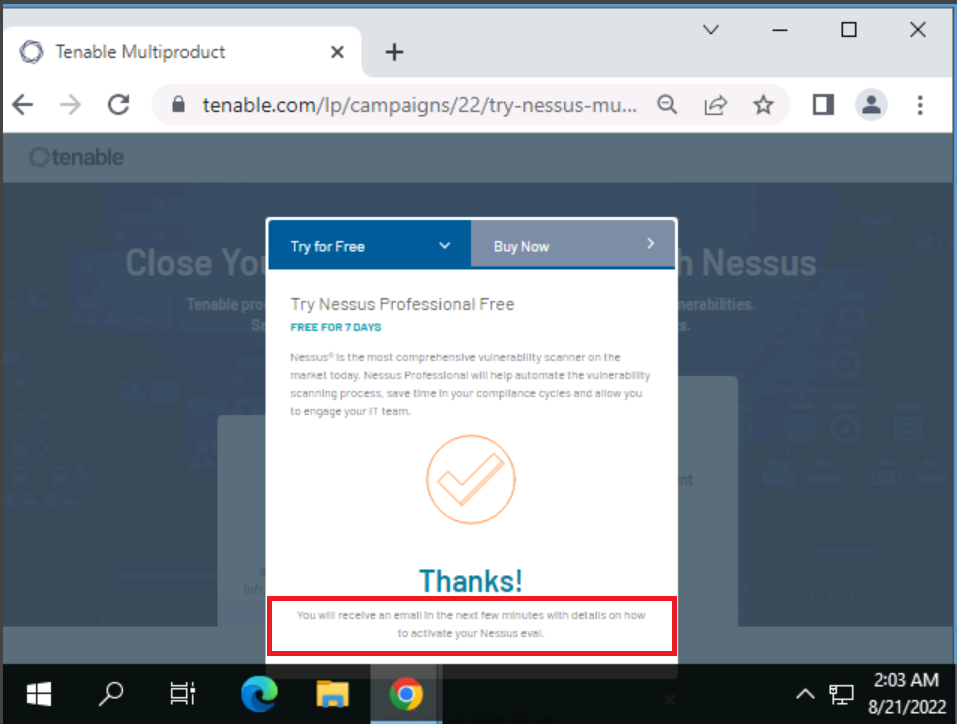 Tenable Multiproduct
tenable.com/lp/campaigns/22/try-nessus-mu...
tenable
Try for Free
Buy Now
Close You
h Nessus
Tenable pro
nerabilities.
Se
s.
Try Nessus Professional Free
FREE FOR 7 DAYS
Nessus® is the most comprehensive vulnerability scanner on the
market today. Nessus Professional will help automate the vulnerability
scanning process, save time in your compliance cycles and allow you
to engage your IT team.
nt
a
infr
Thanks!
You will receive an email in the next few minutes with details on how
to activate your Nessus eval.
2:03 AM
8/21/2022